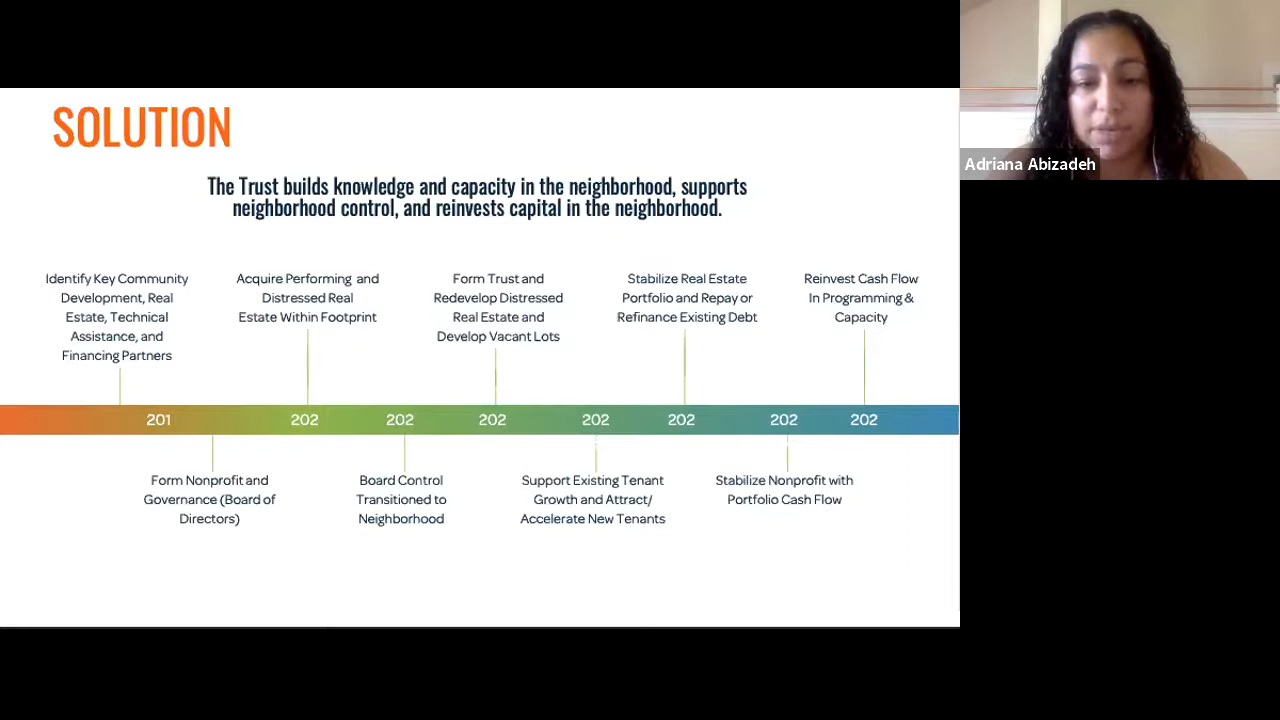 SOLUTION
The Trust builds knowledge and capacity in the neighborhood, supports
neighborhood control, and reinvests capital in the neighborhood.
Identify Key Community
Development, Real
Estate, Technical
Assistance, and
Financing Partners
Acquire Performing and
Distressed Real
Estate Within Footprint
Form Trust and
Redevelop Distressed
Real Estate and
Develop Vacant Lots
Stabilize Real Estate
Portfolio and Repay or
Refinance Existing Debt
Reinvest Cash Flow
In Programming &
Capacity
201 202 202 202 202 202 202 202
Form Nonprofit and
Governance (Board of
Directors)
Board Control
Transitioned to
Neighborhood
Support Existing Tenant
Growth and Attract/
Accelerate New Tenants
Stabilize Nonprofit with
Portfolio Cash Flow
Adriana Abizadeh